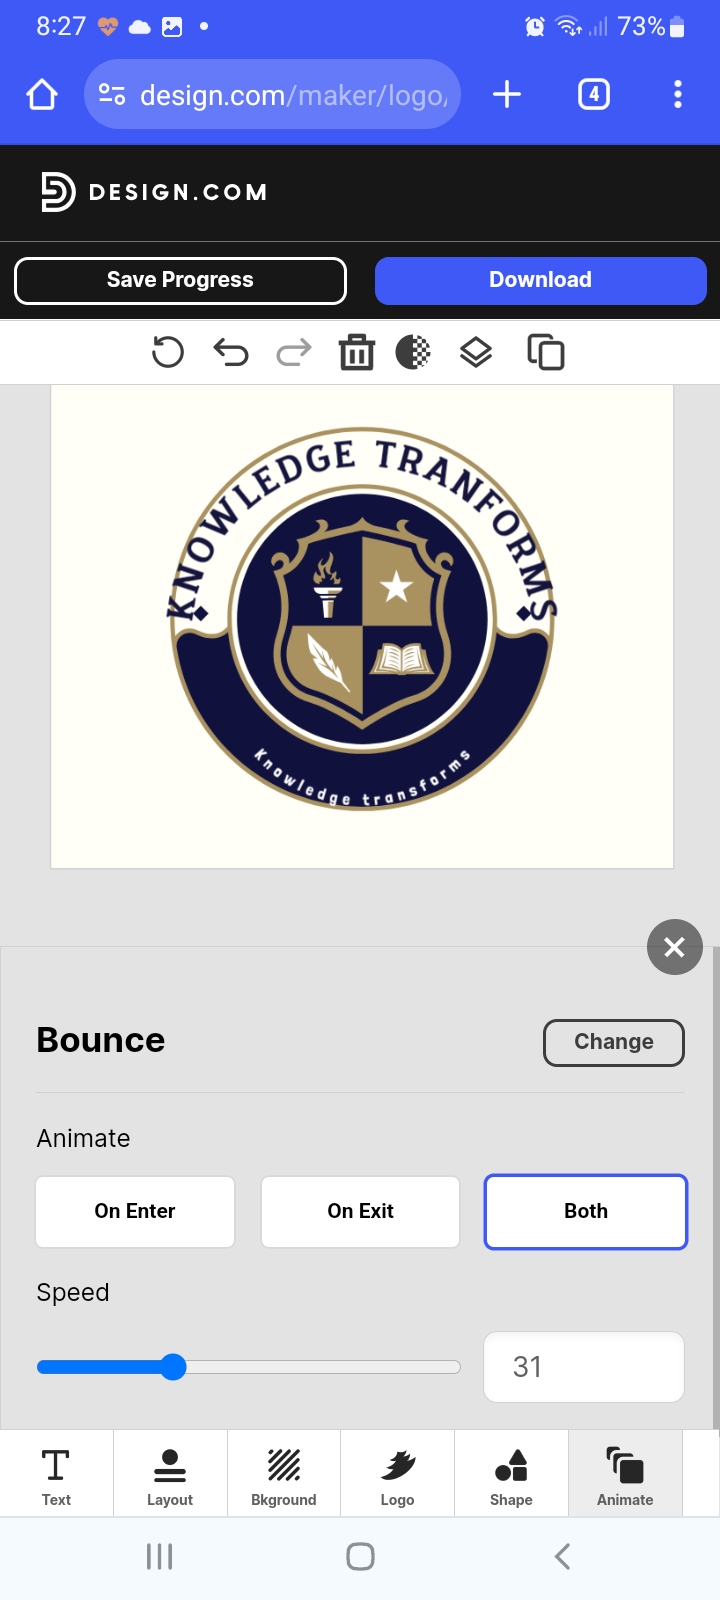 8:27
73%
design.com/maker/logo/
4
DESIGN.COM
Save Progress
Download
KNOWLEDGE TRANFORMS
Knowledge transforms
Bounce
Change
Animate
On Enter
On Exit
Both
Speed
31
Text
Layout
Bkground
Logo
Shape
Animate